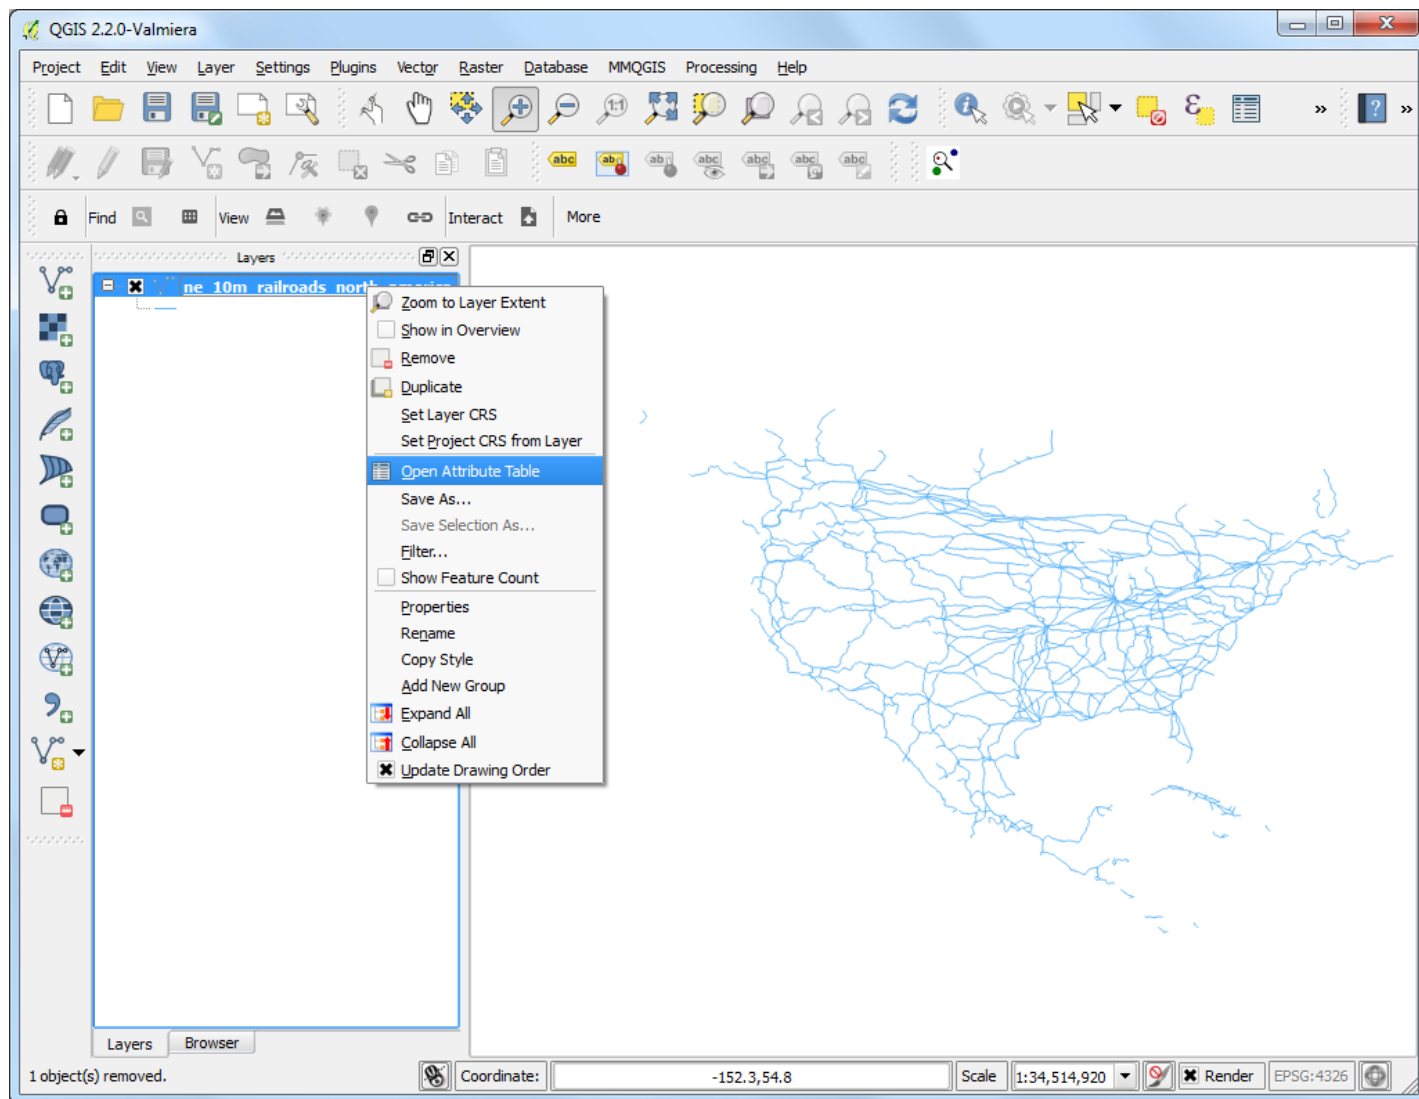 QGIS 2.2.0-Valmiera
Project Edit View Layer Settings Plugins Vector Raster Database MMQGIS Processing Help
1:1
abc
Find View Interact More
Layers
ne_10m_railroads_north_america
Zoom to Layer Extent
Show in Overview
Remove
Duplicate
Set Layer CRS
Set Project CRS from Layer
Open Attribute Table
Save As...
Save Selection As...
Filter...
Show Feature Count
Properties
Rename
Copy Style
Add New Group
Expand All
Collapse All
Update Drawing Order
Layers Browser
1 object(s) removed. Coordinate: -152.3,54.8 Scale 1:34,514,920 Render EPSG:4326